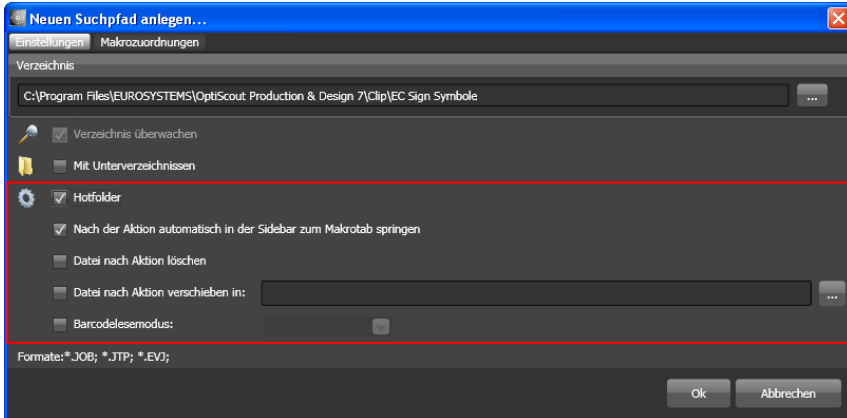 Neuen Suchpfad anlegen...
Einstellungen Makrozuordnungen
Verzeichnis
C:\Program Files\EUROSYSTEMS\OptiScout Production & Design 7\Clip\EC Sign Symbole ...
Verzeichnis überwachen
Mit Unterverzeichnissen
Hotfolder
Nach der Aktion automatisch in der Sidebar zum Makrotab springen
Datei nach Aktion löschen
Datei nach Aktion verschieben in: ...
Barcodelesemodus:
Formate:*.JOB; *.JTP; *.EVJ;
Ok Abbrechen